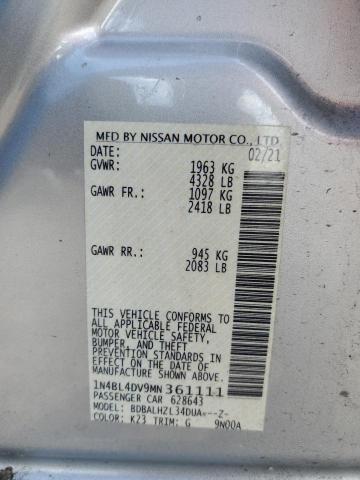 MFD BY NISSAN MOTOR CO., LTD
DATE: 02/21
GVWR: 1963 KG
4328 LB
GAWR FR.: 1097 KG
2418 LB
GAWR RR.: 945 KG
2083 LB
THIS VEHICLE CONFORMS TO
ALL APPLICABLE FEDERAL
MOTOR VEHICLE SAFETY,
BUMPER, AND THEFT
PREVENTION STANDARDS IN
EFFECT ON THE DATE OF
MANUFACTURE SHOWN ABOVE.
1N4BL4DV9MN361111
PASSENGER CAR 628643
MODEL: BDBALHZL34DUA---Z-
COLOR: K23 TRIM: G 9N00A